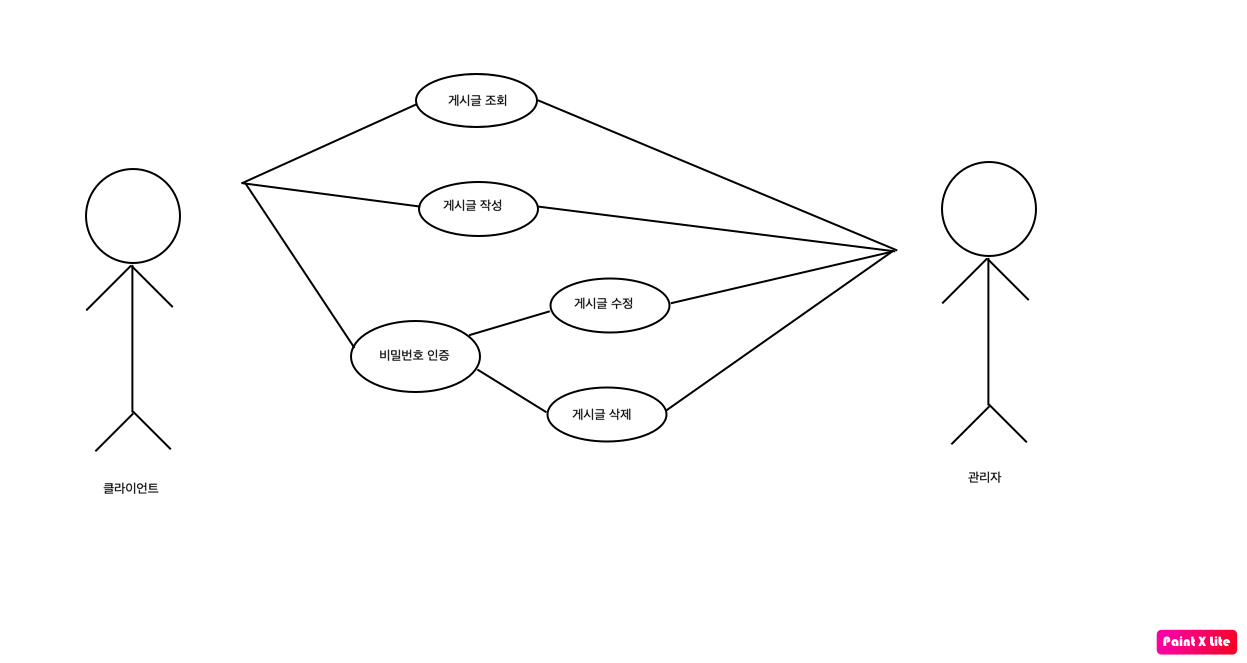 게시글 조회
게시글 작성
게시글 수정
비밀번호 인증
게시글 삭제
클라이언트
관리자
Paint X Lite